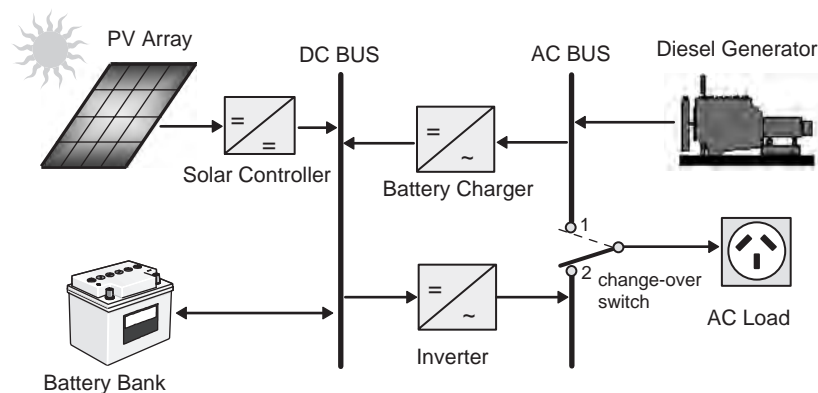 PV Array
DC BUS
AC BUS
Diesel Generator
=
=
Solar Controller
=
~
Battery Charger
1
2
change-over
switch
AC Load
=
~
Inverter
Battery Bank